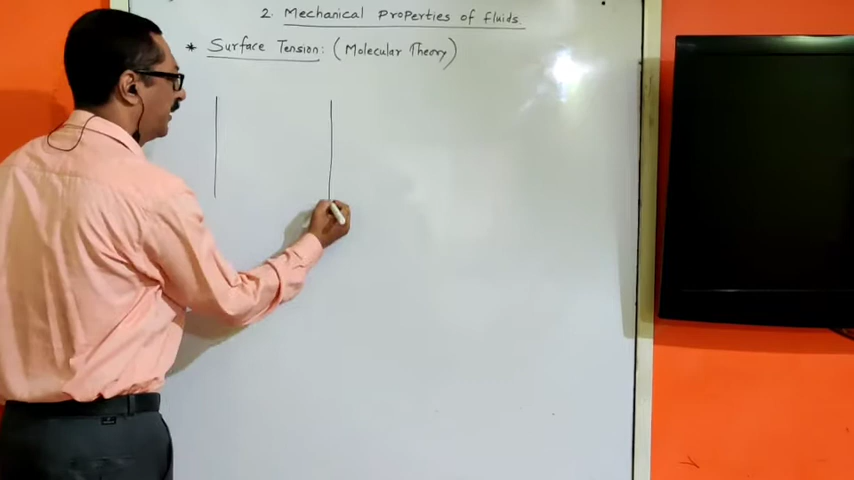 2. Mechanical Properties of fluids.
* Surface Tension: (Molecular Theory)